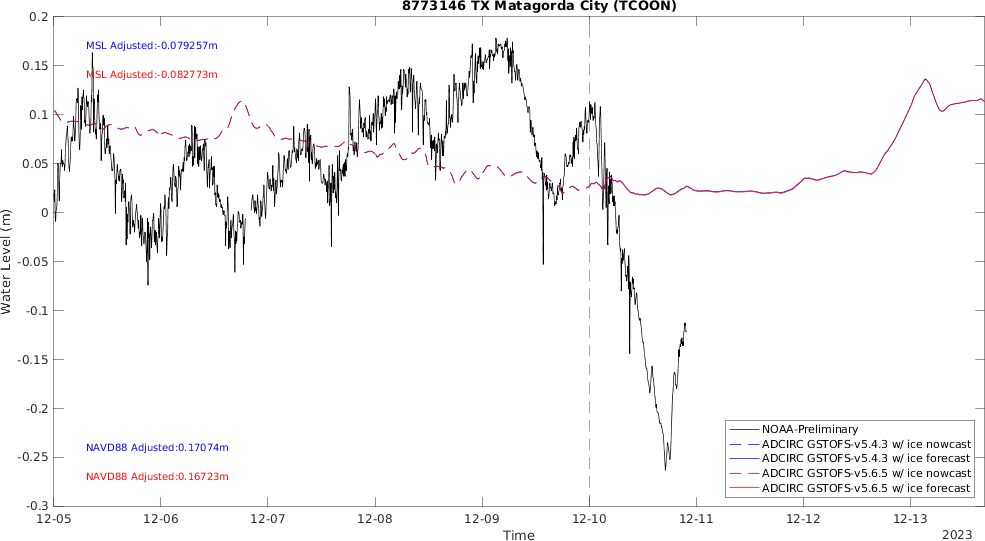 8773146 TX Matagorda City (TCOON)
0.2
0.15
0.1
0.05
0
-0.05
-0.1
-0.15
-0.2
-0.25
-0.3
Water Level (m)
MSL Adjusted:-0.079257m
MSL Adjusted:-0.082773m
NAVD88 Adjusted:0.17074m
NAVD88 Adjusted:0.16723m
NOAA-Preliminary
ADCIRC GSTOFS-v5.4.3 w/ ice nowcast
ADCIRC GSTOFS-v5.4.3 w/ ice forecast
ADCIRC GSTOFS-v5.6.5 w/ ice nowcast
ADCIRC GSTOFS-v5.6.5 w/ ice forecast
12-05 12-06 12-07 12-08 12-09 12-10 12-11 12-12 12-13
Time
2023